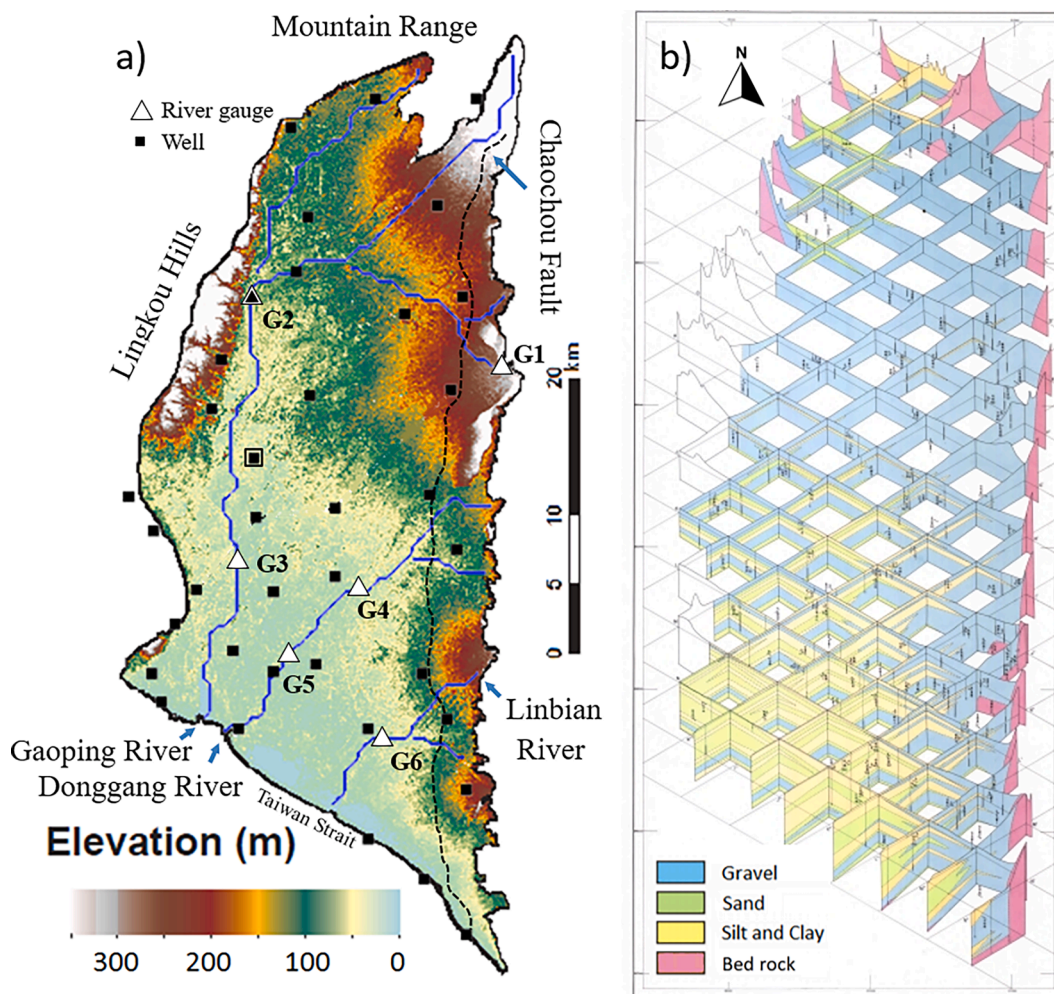 Mountain Range
a)
River gauge
Well
Chaochou Fault
Lingkou Hills
G2
G1
20
km
10
5
0
G3
G4
G5
G6
Linbian
River
Gaoping River
Donggang River
Taiwan Strait
Elevation (m)
300 200 100 0
b)
N
Gravel
Sand
Silt and Clay
Bed rock